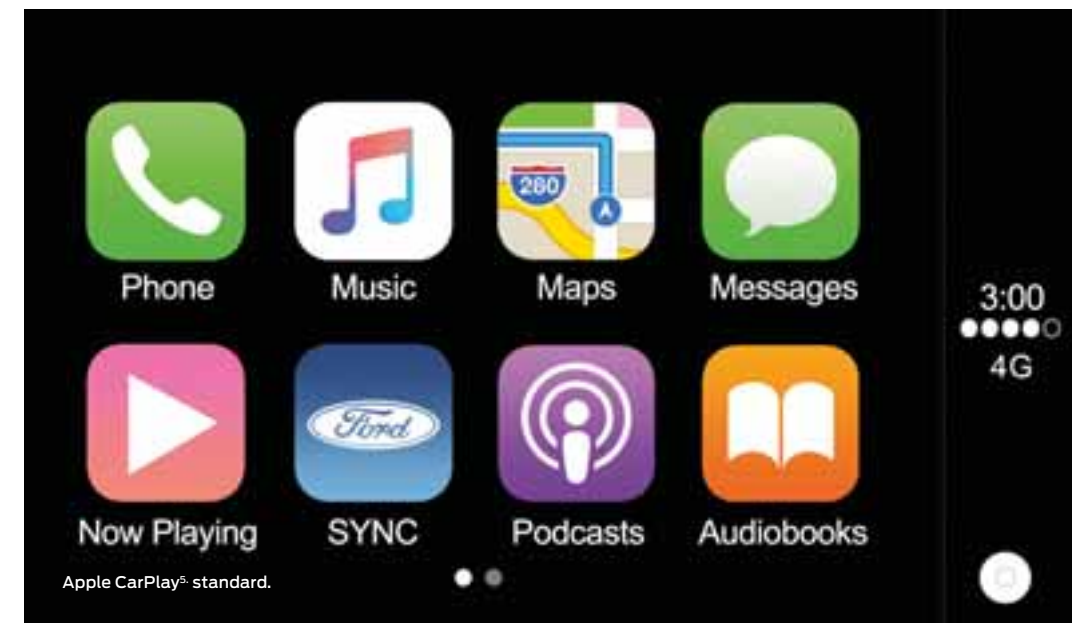 280
Phone Music Maps Messages
3:00
4G
Ford
Now Playing SYNC Podcasts Audiobooks
Apple CarPlay⁵· standard.